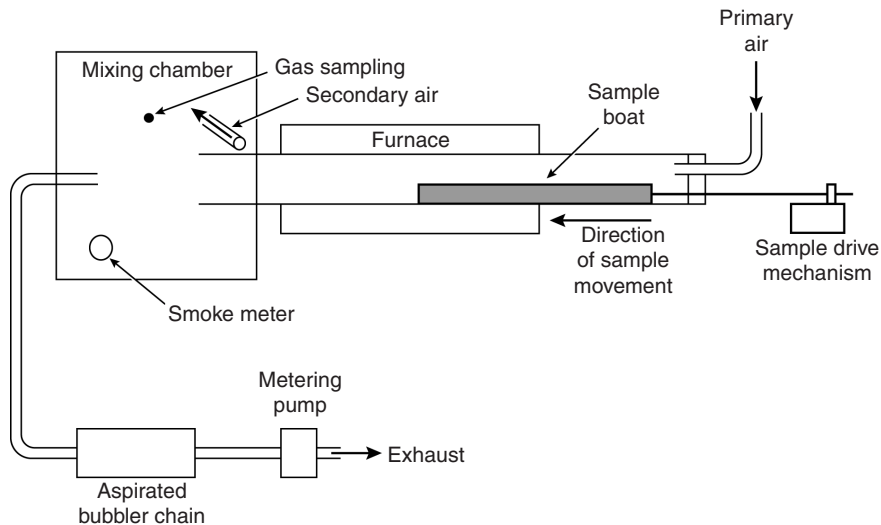 Primary
air
Mixing chamber
Gas sampling
Secondary air
Sample
boat
Furnace
Direction
of sample
movement
Sample drive
mechanism
Smoke meter
Metering
pump
Exhaust
Aspirated
bubbler chain